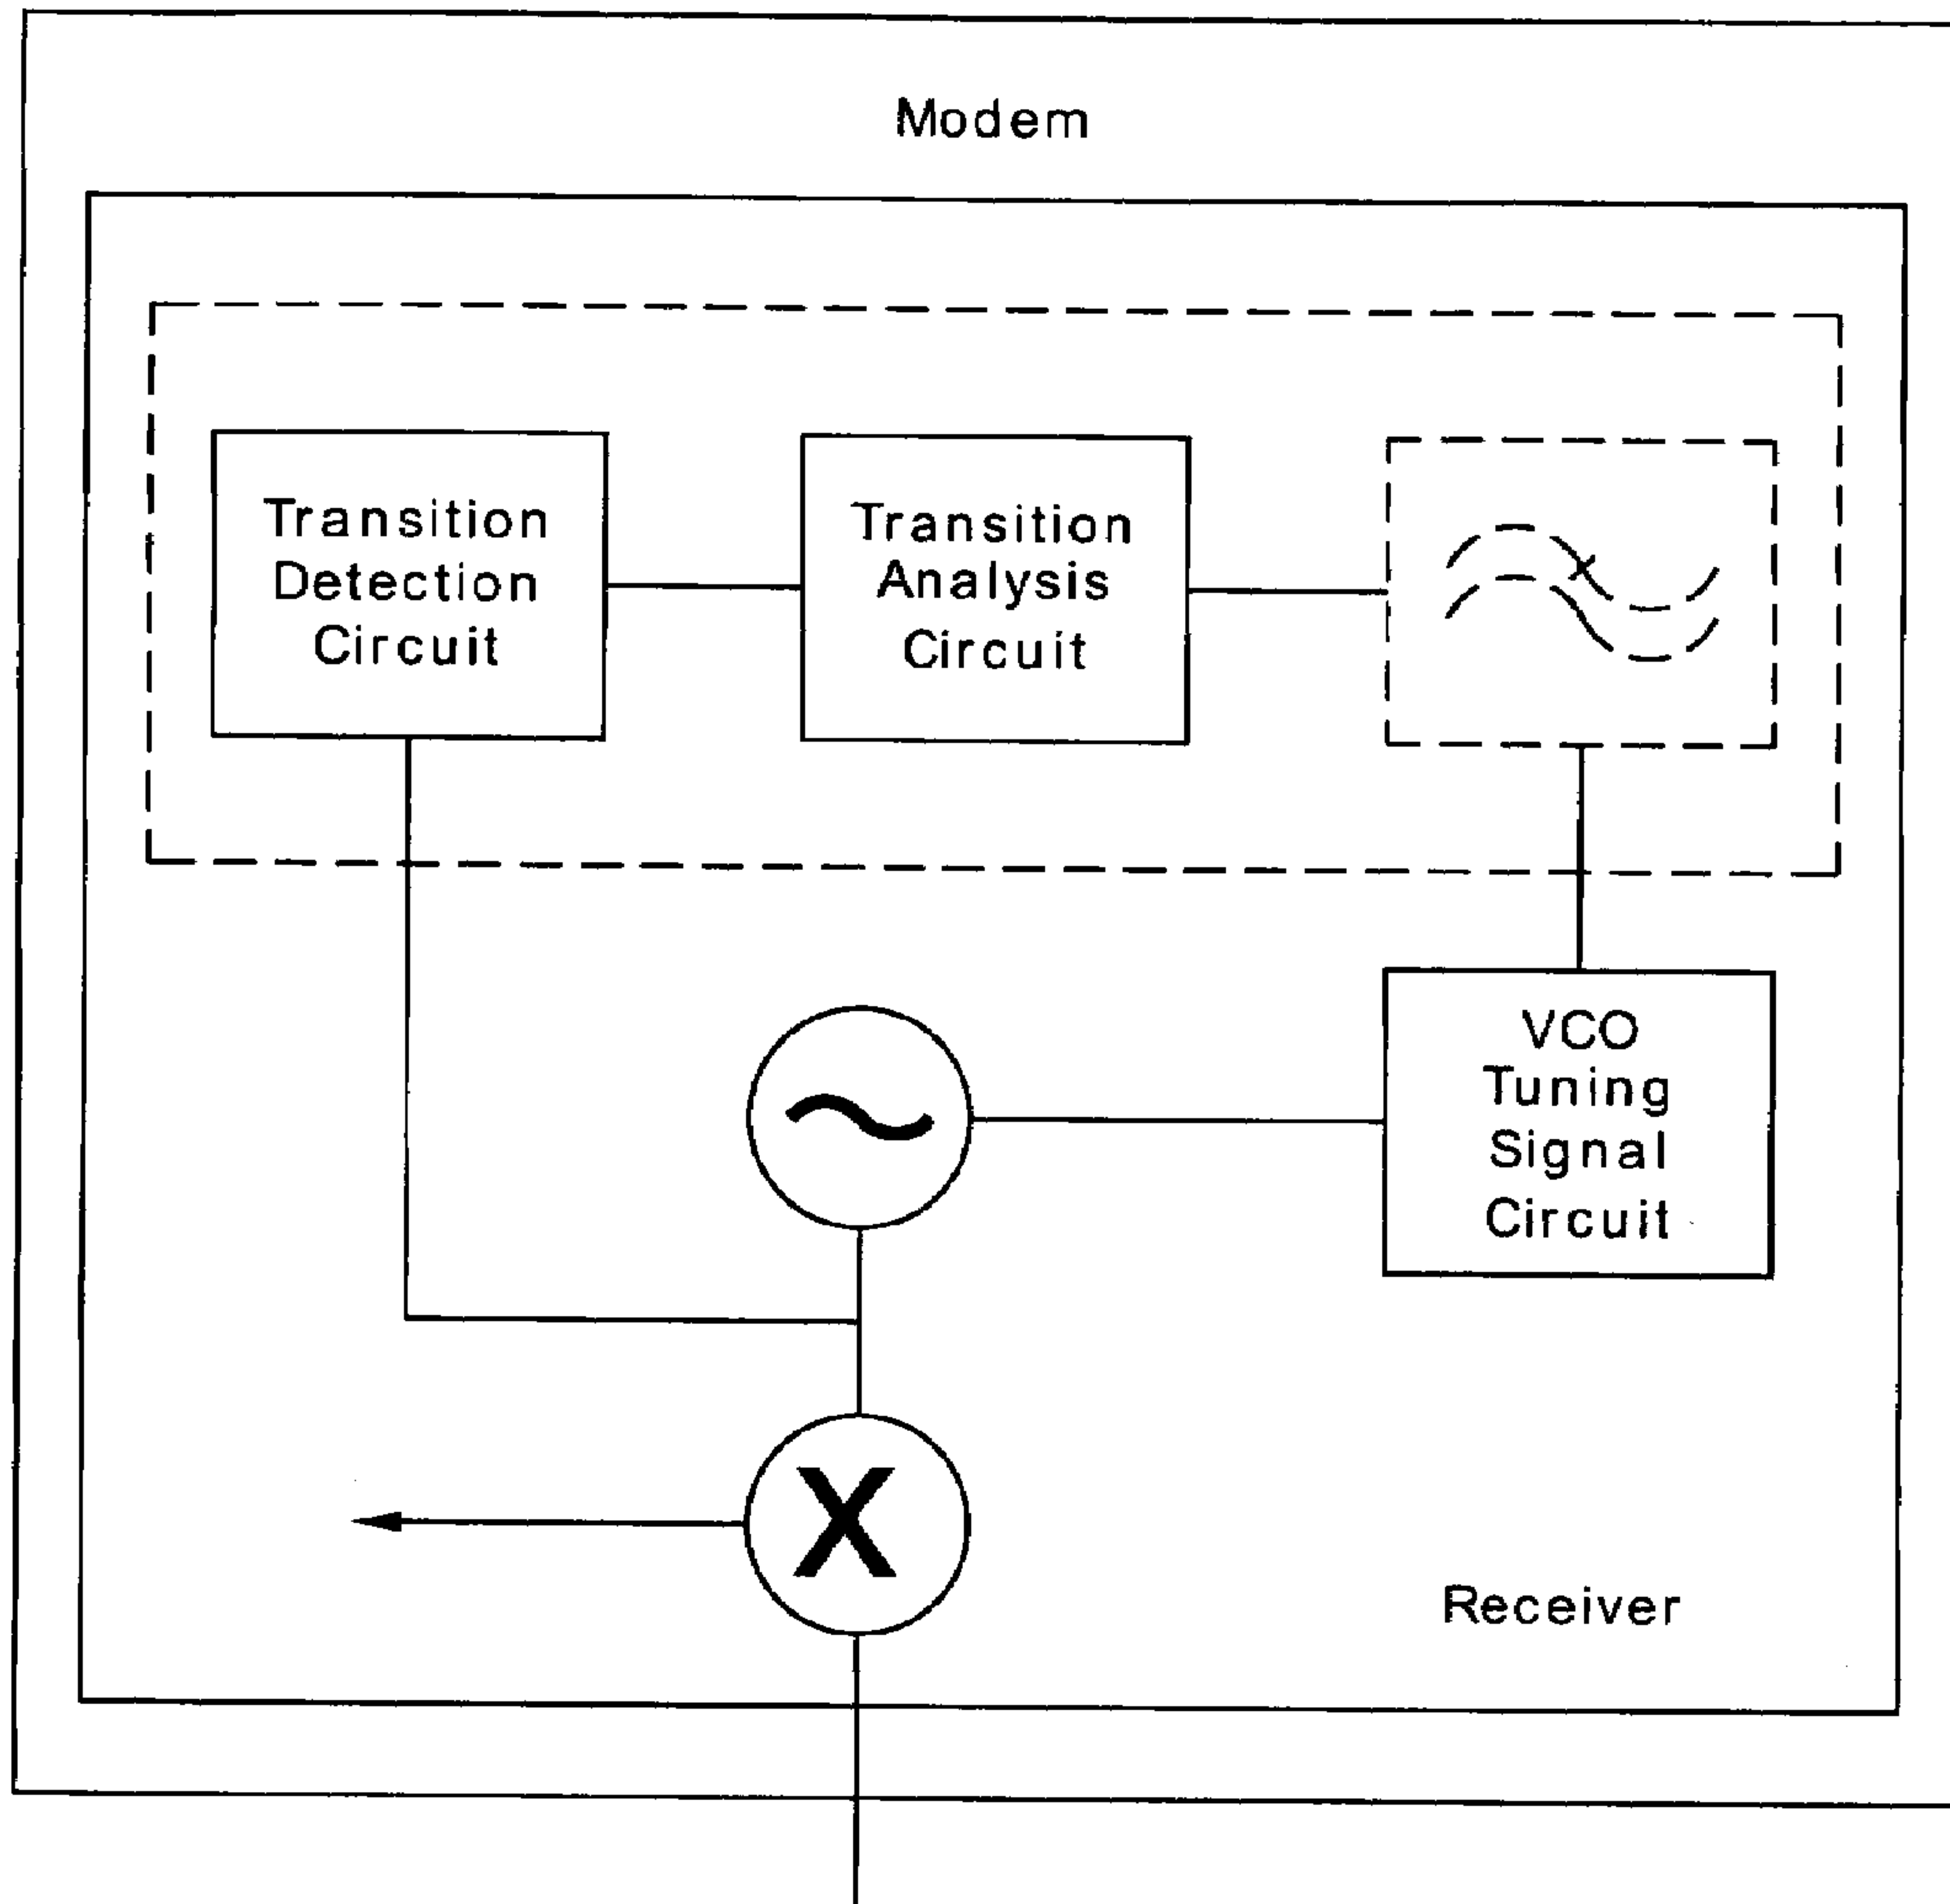 Modem
Transition
Detection
Circuit
Transition
Analysis
Circuit
VCO
Tuning
Signal
Circuit
X
Receiver